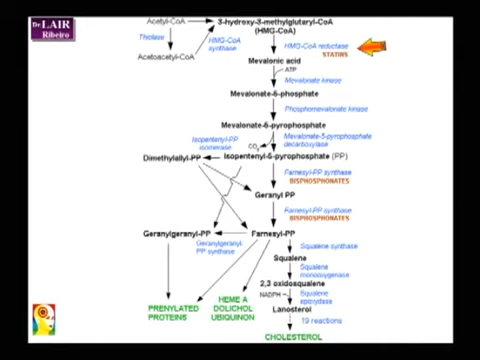 Dr. LAIR
Ribeiro
Acetyl-CoA
3-hydroxy-3-methylglutaryl-CoA
(HMG-CoA)
Thiolase
HMG-CoA
synthase
HMG-CoA reductase
STATINS
Acetoacetyl-CoA
Mevalonic acid
ATP
Mevalonate kinase
Mevalonate-5-phosphate
Phosphomevalonate kinase
Mevalonate-5-pyrophosphate
Isopentenyl-PP
isomerase
CO2
Mevalonate-5-pyrophosphate
decarboxylase
Dimethylallyl-PP
Isopentenyl-5-pyrophosphate (PP)
Farnesyl-PP synthase
BISPHOSPHONATES
Geranyl PP
Farnesyl-PP synthase
BISPHOSPHONATES
Geranylgeranyl-PP
Farnesyl-PP
Geranylgeranyl-
PP synthase
Squalene synthase
Squalene
Squalene
monooxygenase
2,3 oxidosqualene
NADPH
Squalene
epoxydase
Lanosterol
19 reactions
PRENYLATED
PROTEINS
HEME A
DOLICHOL
UBIQUINON
CHOLESTEROL